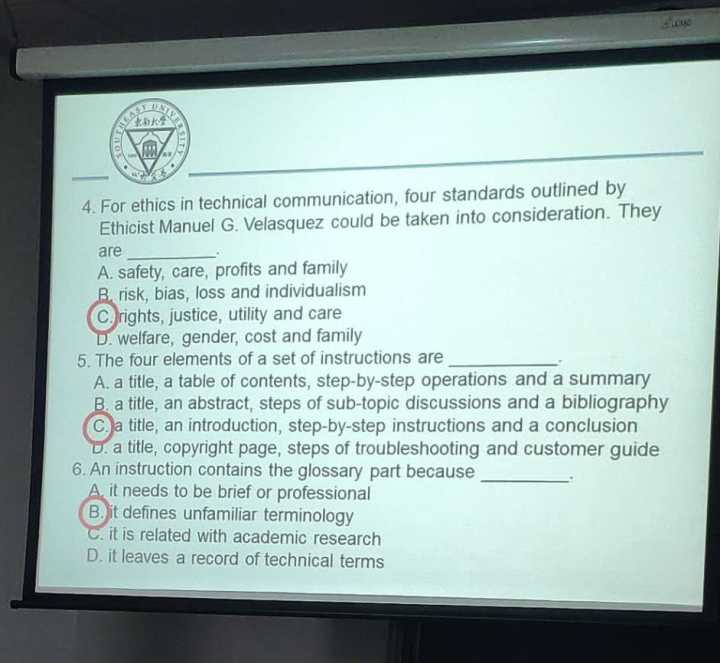 SOUTHEAST UNIVERSITY
4. For ethics in technical communication, four standards outlined by
Ethicist Manuel G. Velasquez could be taken into consideration. They
are ________.
A. safety, care, profits and family
B. risk, bias, loss and individualism
C. rights, justice, utility and care
D. welfare, gender, cost and family
5. The four elements of a set of instructions are __________.
A. a title, a table of contents, step-by-step operations and a summary
B. a title, an abstract, steps of sub-topic discussions and a bibliography
C. a title, an introduction, step-by-step instructions and a conclusion
D. a title, copyright page, steps of troubleshooting and customer guide
6. An instruction contains the glossary part because ________.
A. it needs to be brief or professional
B. it defines unfamiliar terminology
C. it is related with academic research
D. it leaves a record of technical terms